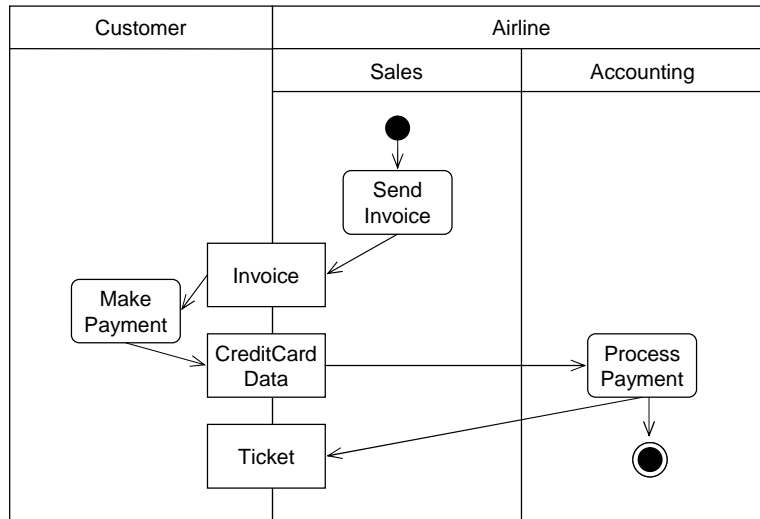 Customer
Airline
Sales
Accounting
Send
Invoice
Invoice
Make
Payment
CreditCard
Data
Process
Payment
Ticket